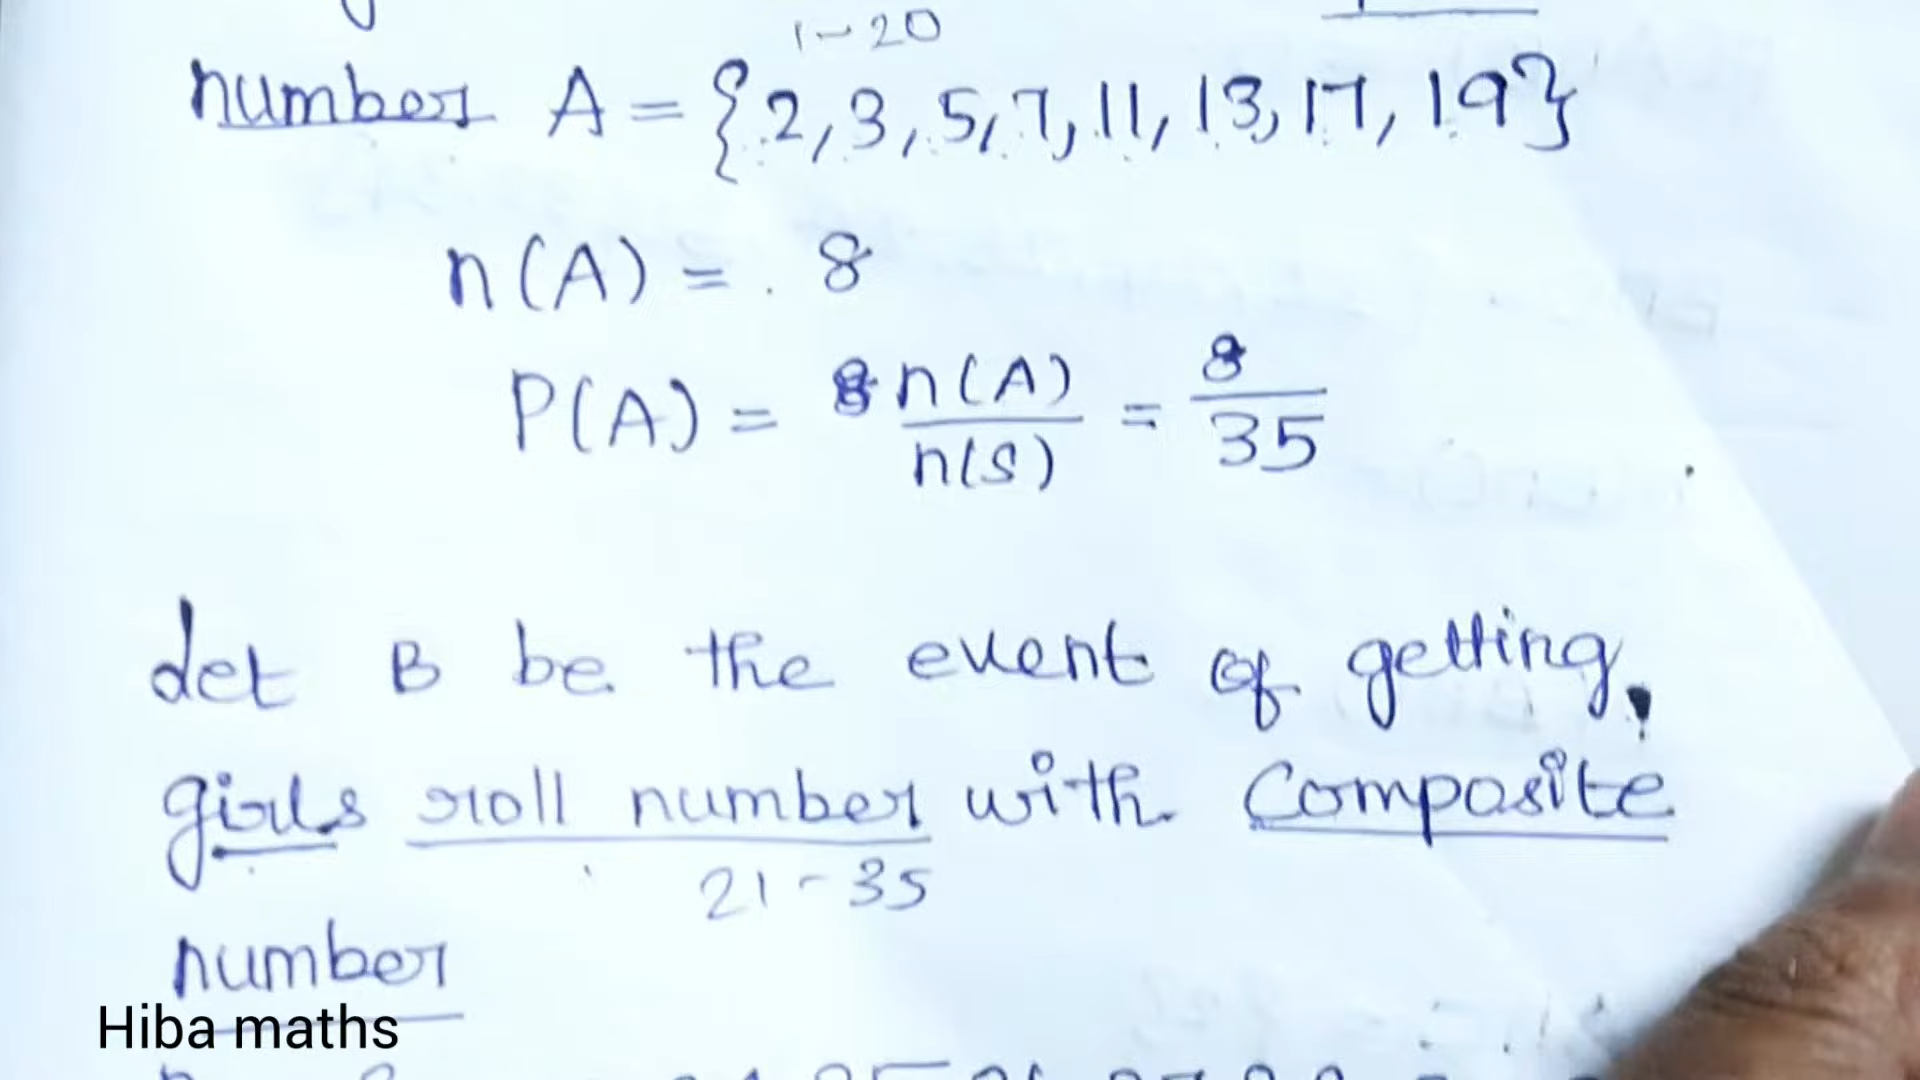 1-20
number A = {2, 3, 5, 7, 11, 13, 17, 19}
n(A) = 8
P(A) = n(A)/n(S) = 8/35
Let B be the event of getting
girls roll number with Composite
21-35
number
Hiba maths